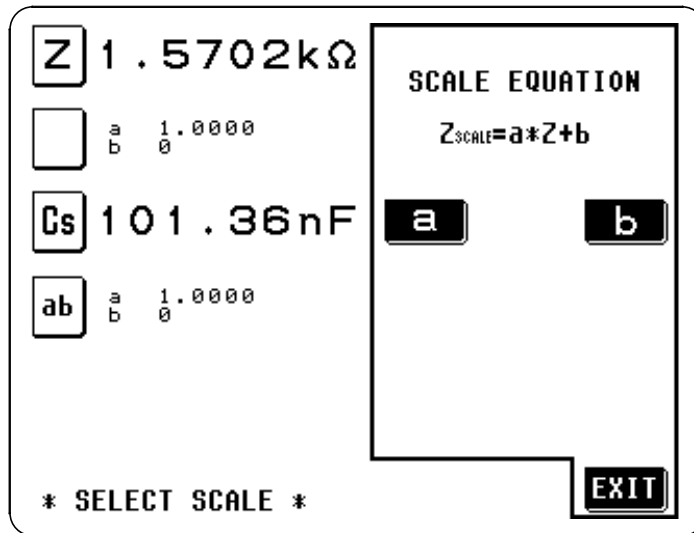 Z 1.5702kΩ
a 1.0000
b 0
Cs 101.36nF
ab a 1.0000
b 0
* SELECT SCALE *
SCALE EQUATION
ZSCALE=a*Z+b
a b
EXIT